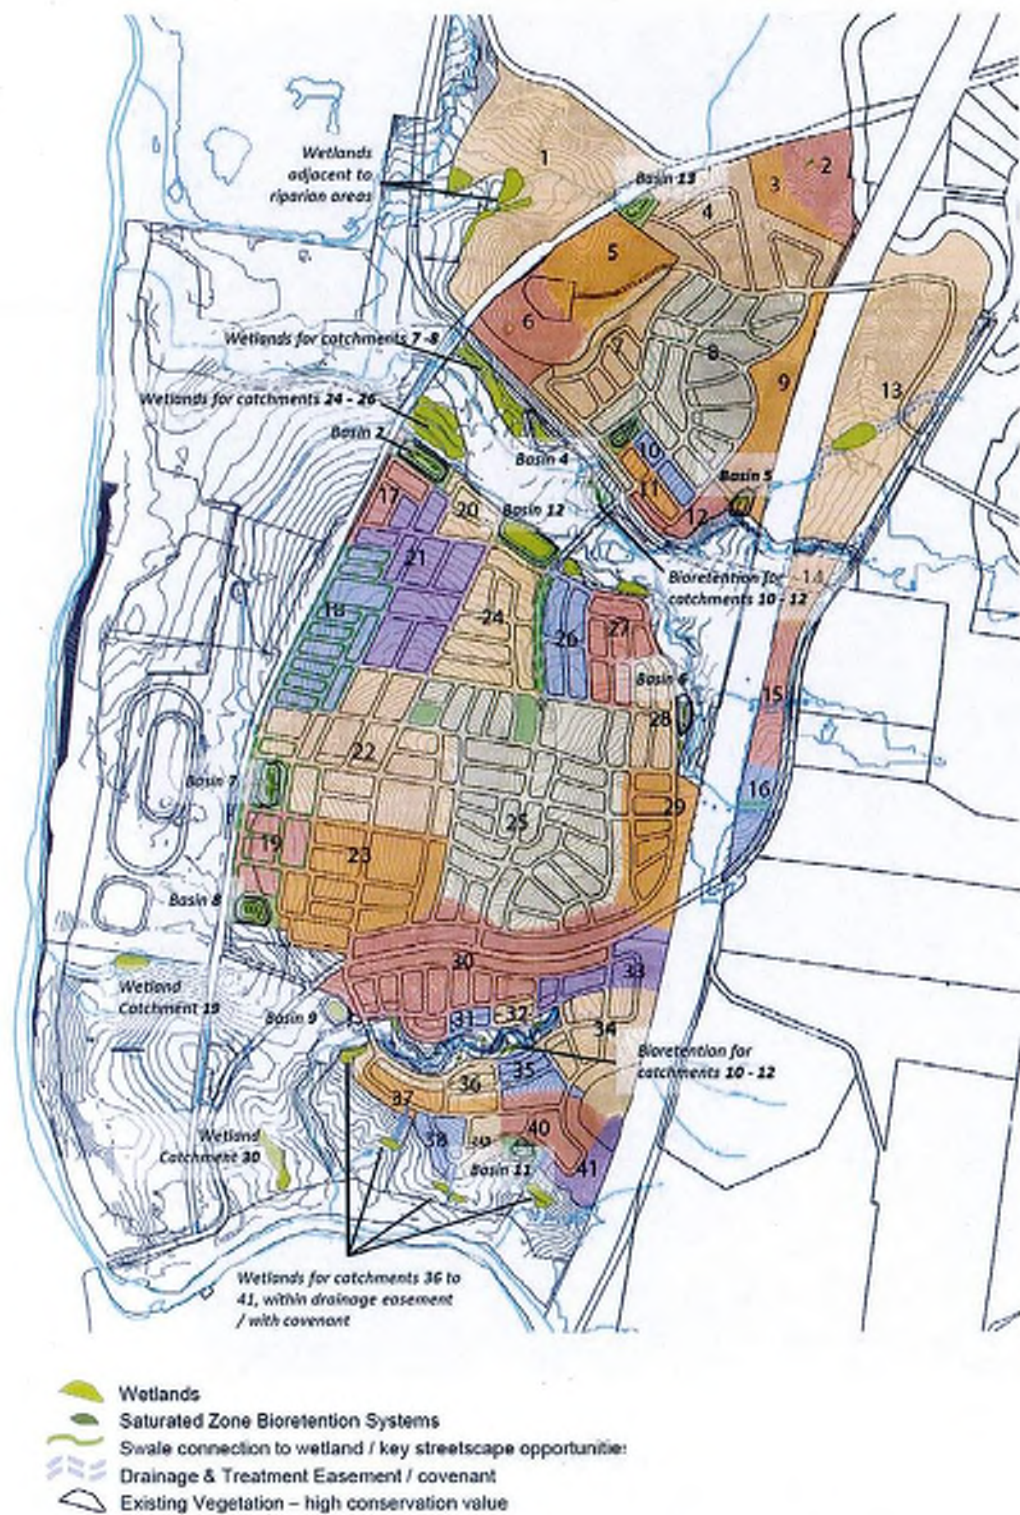 1
2
Wetlands
adjacent to
riparian areas
Basin 13
3
4
5
6
Wetlands for catchments 7 -8
7
8
9
13
Wetlands for catchments 24 - 26
Basin 2
10
Basin 4
11
Basin 5
17
20
Basin 12
12
21
Bioretention for
catchments 10 - 12
14
18
24
26
27
Basin 6
15
28
22
Basin 7
16
29
25
19
23
Basin 8
30
33
Wetland
Catchment 19
Basin 9
31
32
34
Bioretention for
catchments 10 - 12
35
36
37
40
Wetland
Catchment 30
38
Basin 11
41
Wetlands for catchments 36 to
41, within drainage easement
/ with covenant
Wetlands
Saturated Zone Bioretention Systems
Swale connection to wetland / key streetscape opportunities
Drainage & Treatment Easement / covenant
Existing Vegetation – high conservation value